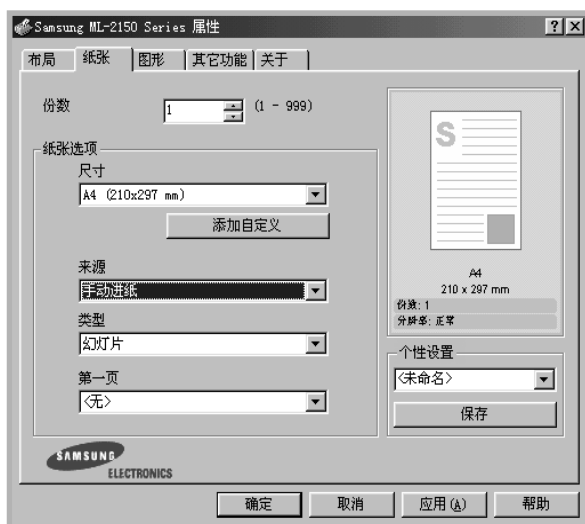 Samsung ML-2150 Series 属性
布局 纸张 图形 其它功能 关于
份数 1 (1 - 999)
纸张选项
尺寸
A4 (210x297 mm)
添加自定义
来源
手动进纸
类型
幻灯片
第一页
<无>
S
A4
210 x 297 mm
份数: 1
分辨率: 正常
个性设置
<未命名>
保存
SAMSUNG
ELECTRONICS
确定 取消 应用(A) 帮助